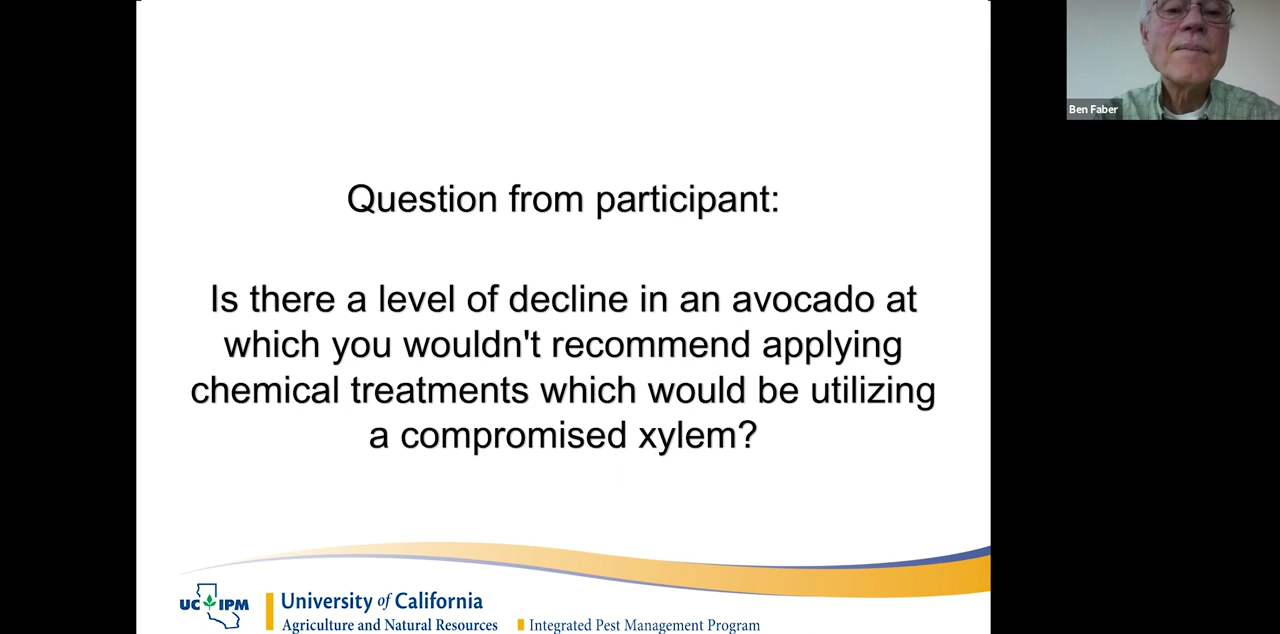 Ben Faber
Question from participant:
Is there a level of decline in an avocado at
which you wouldn't recommend applying
chemical treatments which would be utilizing
a compromised xylem?
UC IPM
University of California
Agriculture and Natural Resources
Integrated Pest Management Program